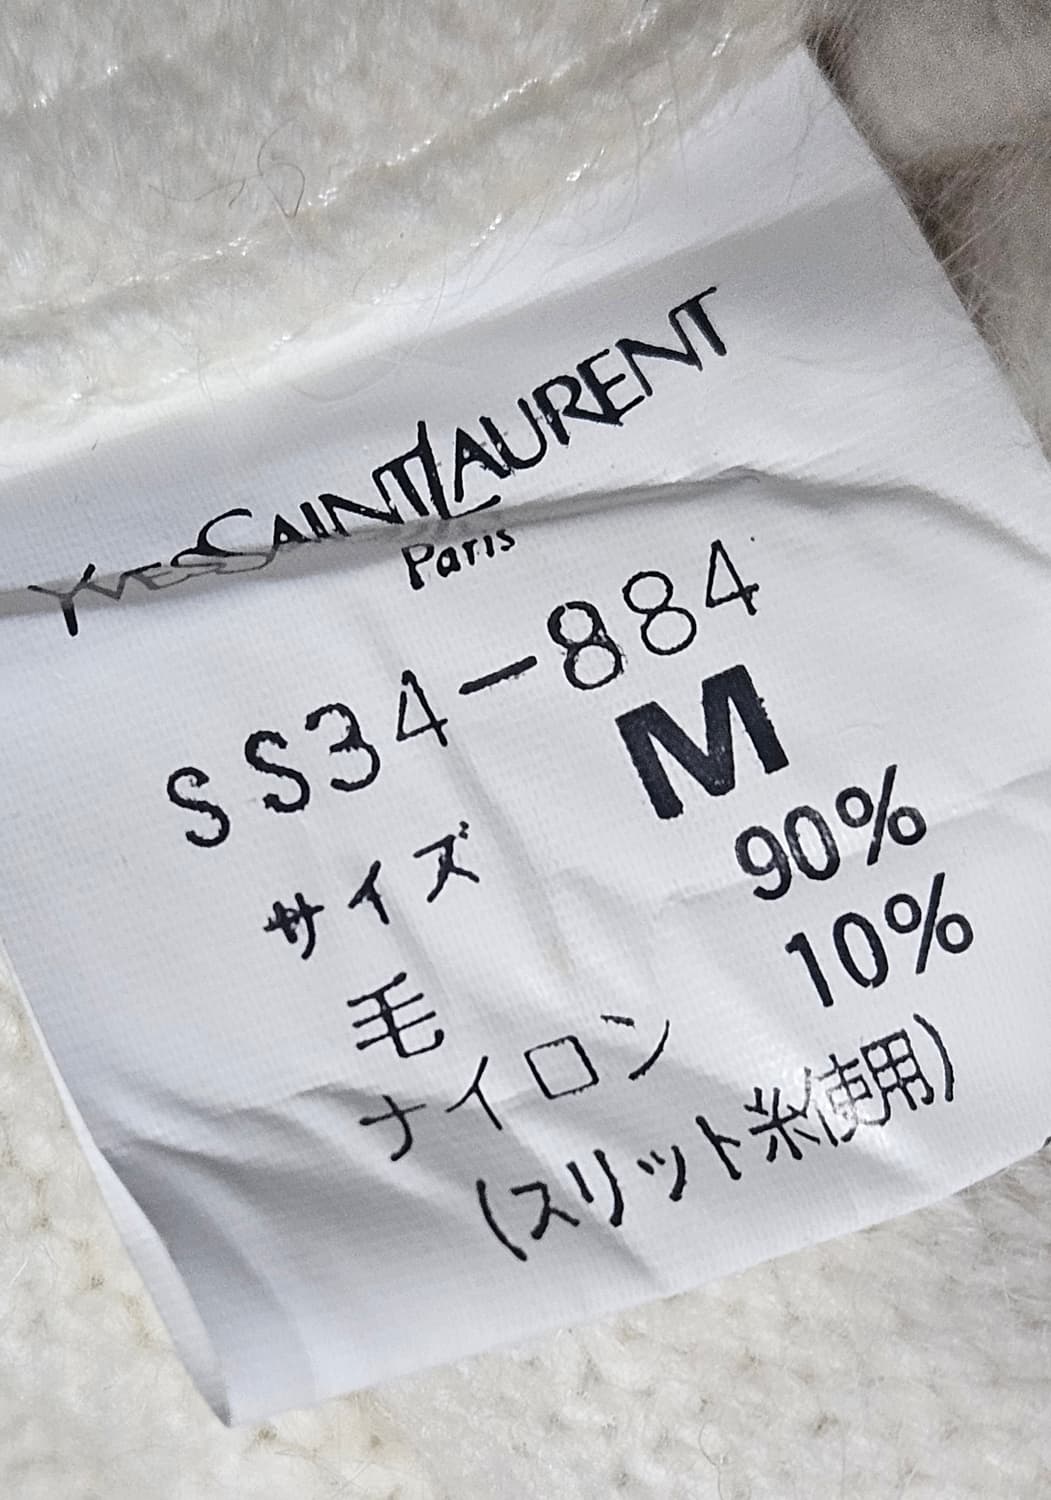 YVES SAINT LAURENT
Paris
SS34-884
サイズ M
毛 90%
ナイロン 10%
(スリット糸使用)